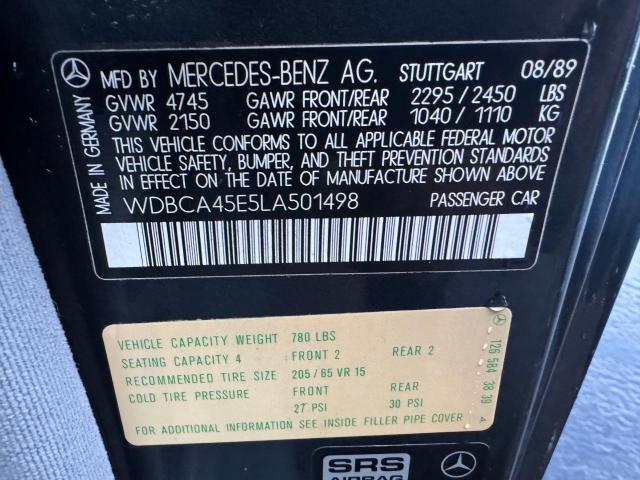 MFD BY MERCEDES-BENZ AG. STUTTGART 08/89
GVWR 4745 GAWR FRONT/REAR 2295/2450 LBS
GVWR 2150 GAWR FRONT/REAR 1040/1110 KG
THIS VEHICLE CONFORMS TO ALL APPLICABLE FEDERAL MOTOR
VEHICLE SAFETY, BUMPER, AND THEFT PREVENTION STANDARDS
IN EFFECT ON THE DATE OF MANUFACTURE SHOWN ABOVE
WDBCA45E5LA501498 PASSENGER CAR
MADE IN GERMANY
VEHICLE CAPACITY WEIGHT 780 LBS
SEATING CAPACITY 4 FRONT 2 REAR 2
RECOMMENDED TIRE SIZE 205/65 VR 15
COLD TIRE PRESSURE FRONT REAR
27 PSI 30 PSI
FOR ADDITIONAL INFORMATION SEE INSIDE FILLER PIPE COVER
126 584 38 39 A
SRS
AIRBAG